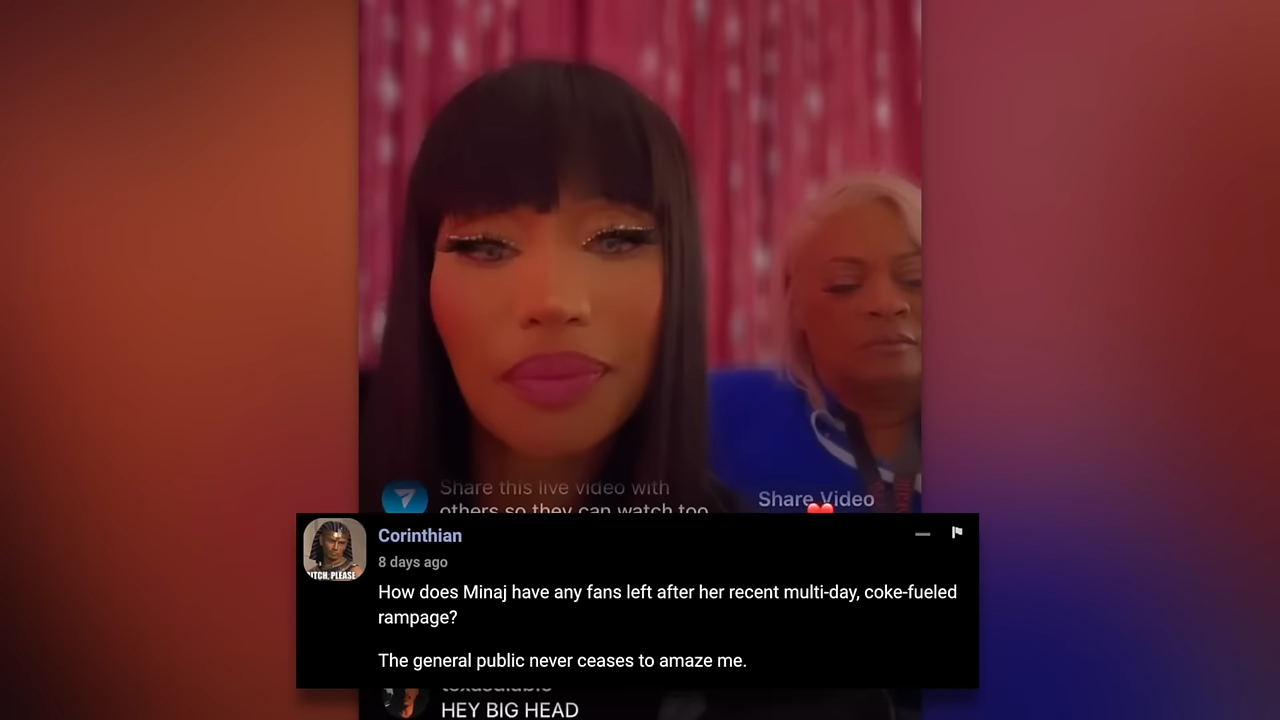 Share this live video with
others so they can watch too
Share Video
Corinthian
8 days ago
ITCH, PLEASE
How does Minaj have any fans left after her recent multi-day, coke-fueled
rampage?
The general public never ceases to amaze me.
HEY BIG HEAD